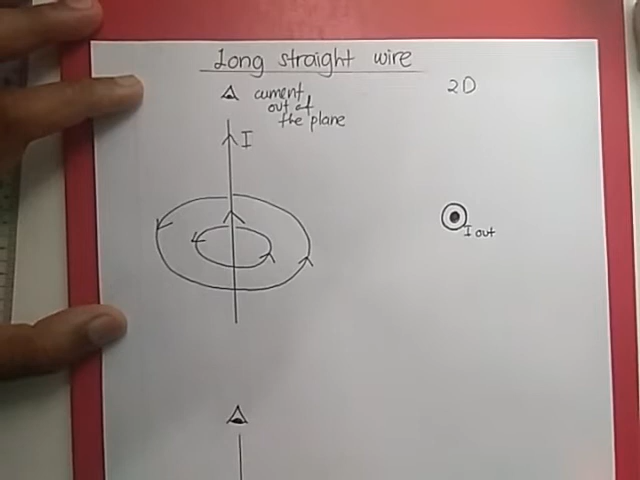 Long straight wire
current
out of
the plane
2D
I
I out